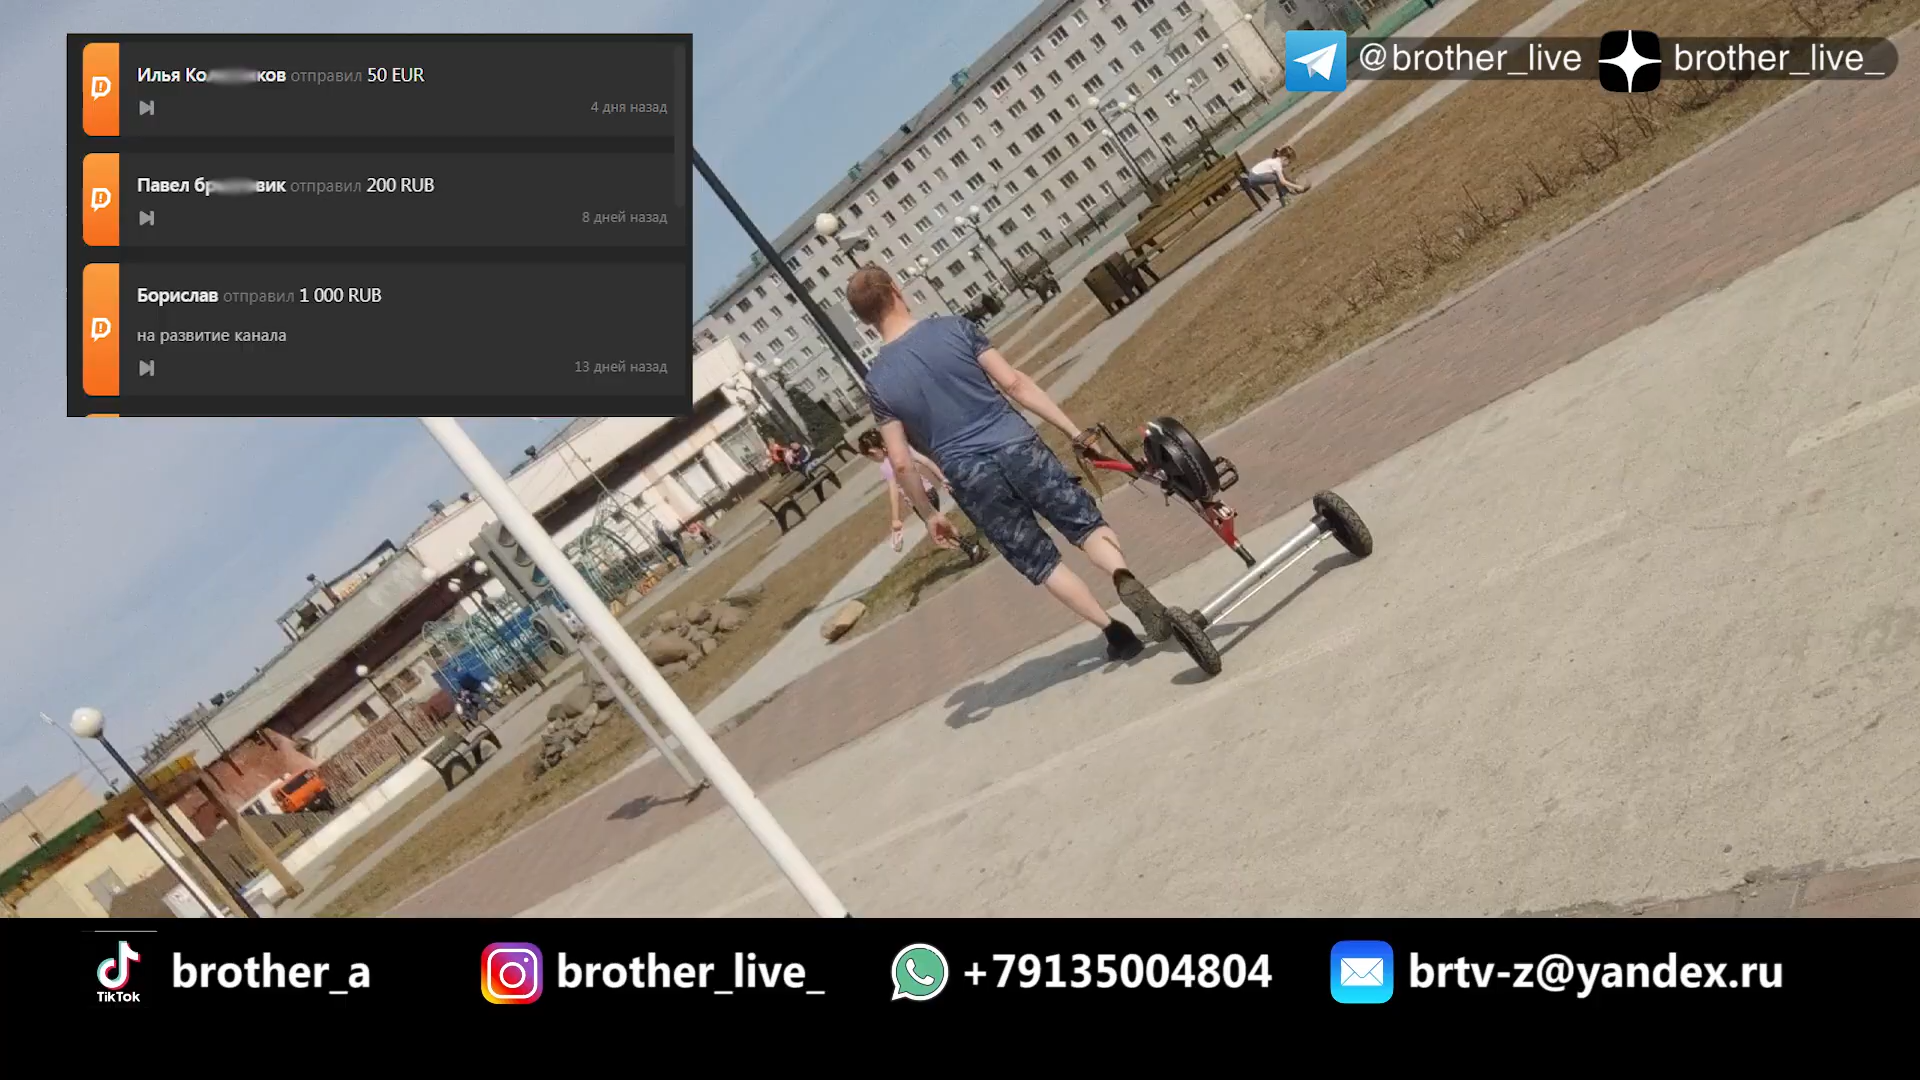 Илья Ко ков отправил 50 EUR
4 дня назад
Павел бр вик отправил 200 RUB
8 дней назад
Борислав отправил 1 000 RUB
на развитие канала
13 дней назад
@brother_live
brother_live_
TikTok
brother_a
brother_live_
+79135004804
brtv-z@yandex.ru